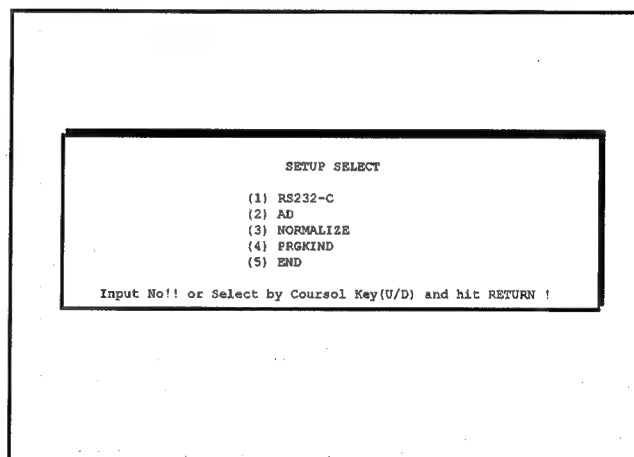 SETUP SELECT
(1) RS232-C
(2) AD
(3) NORMALIZE
(4) PRGKIND
(5) END
Input No!! or Select by Coursol Key(U/D) and hit RETURN !